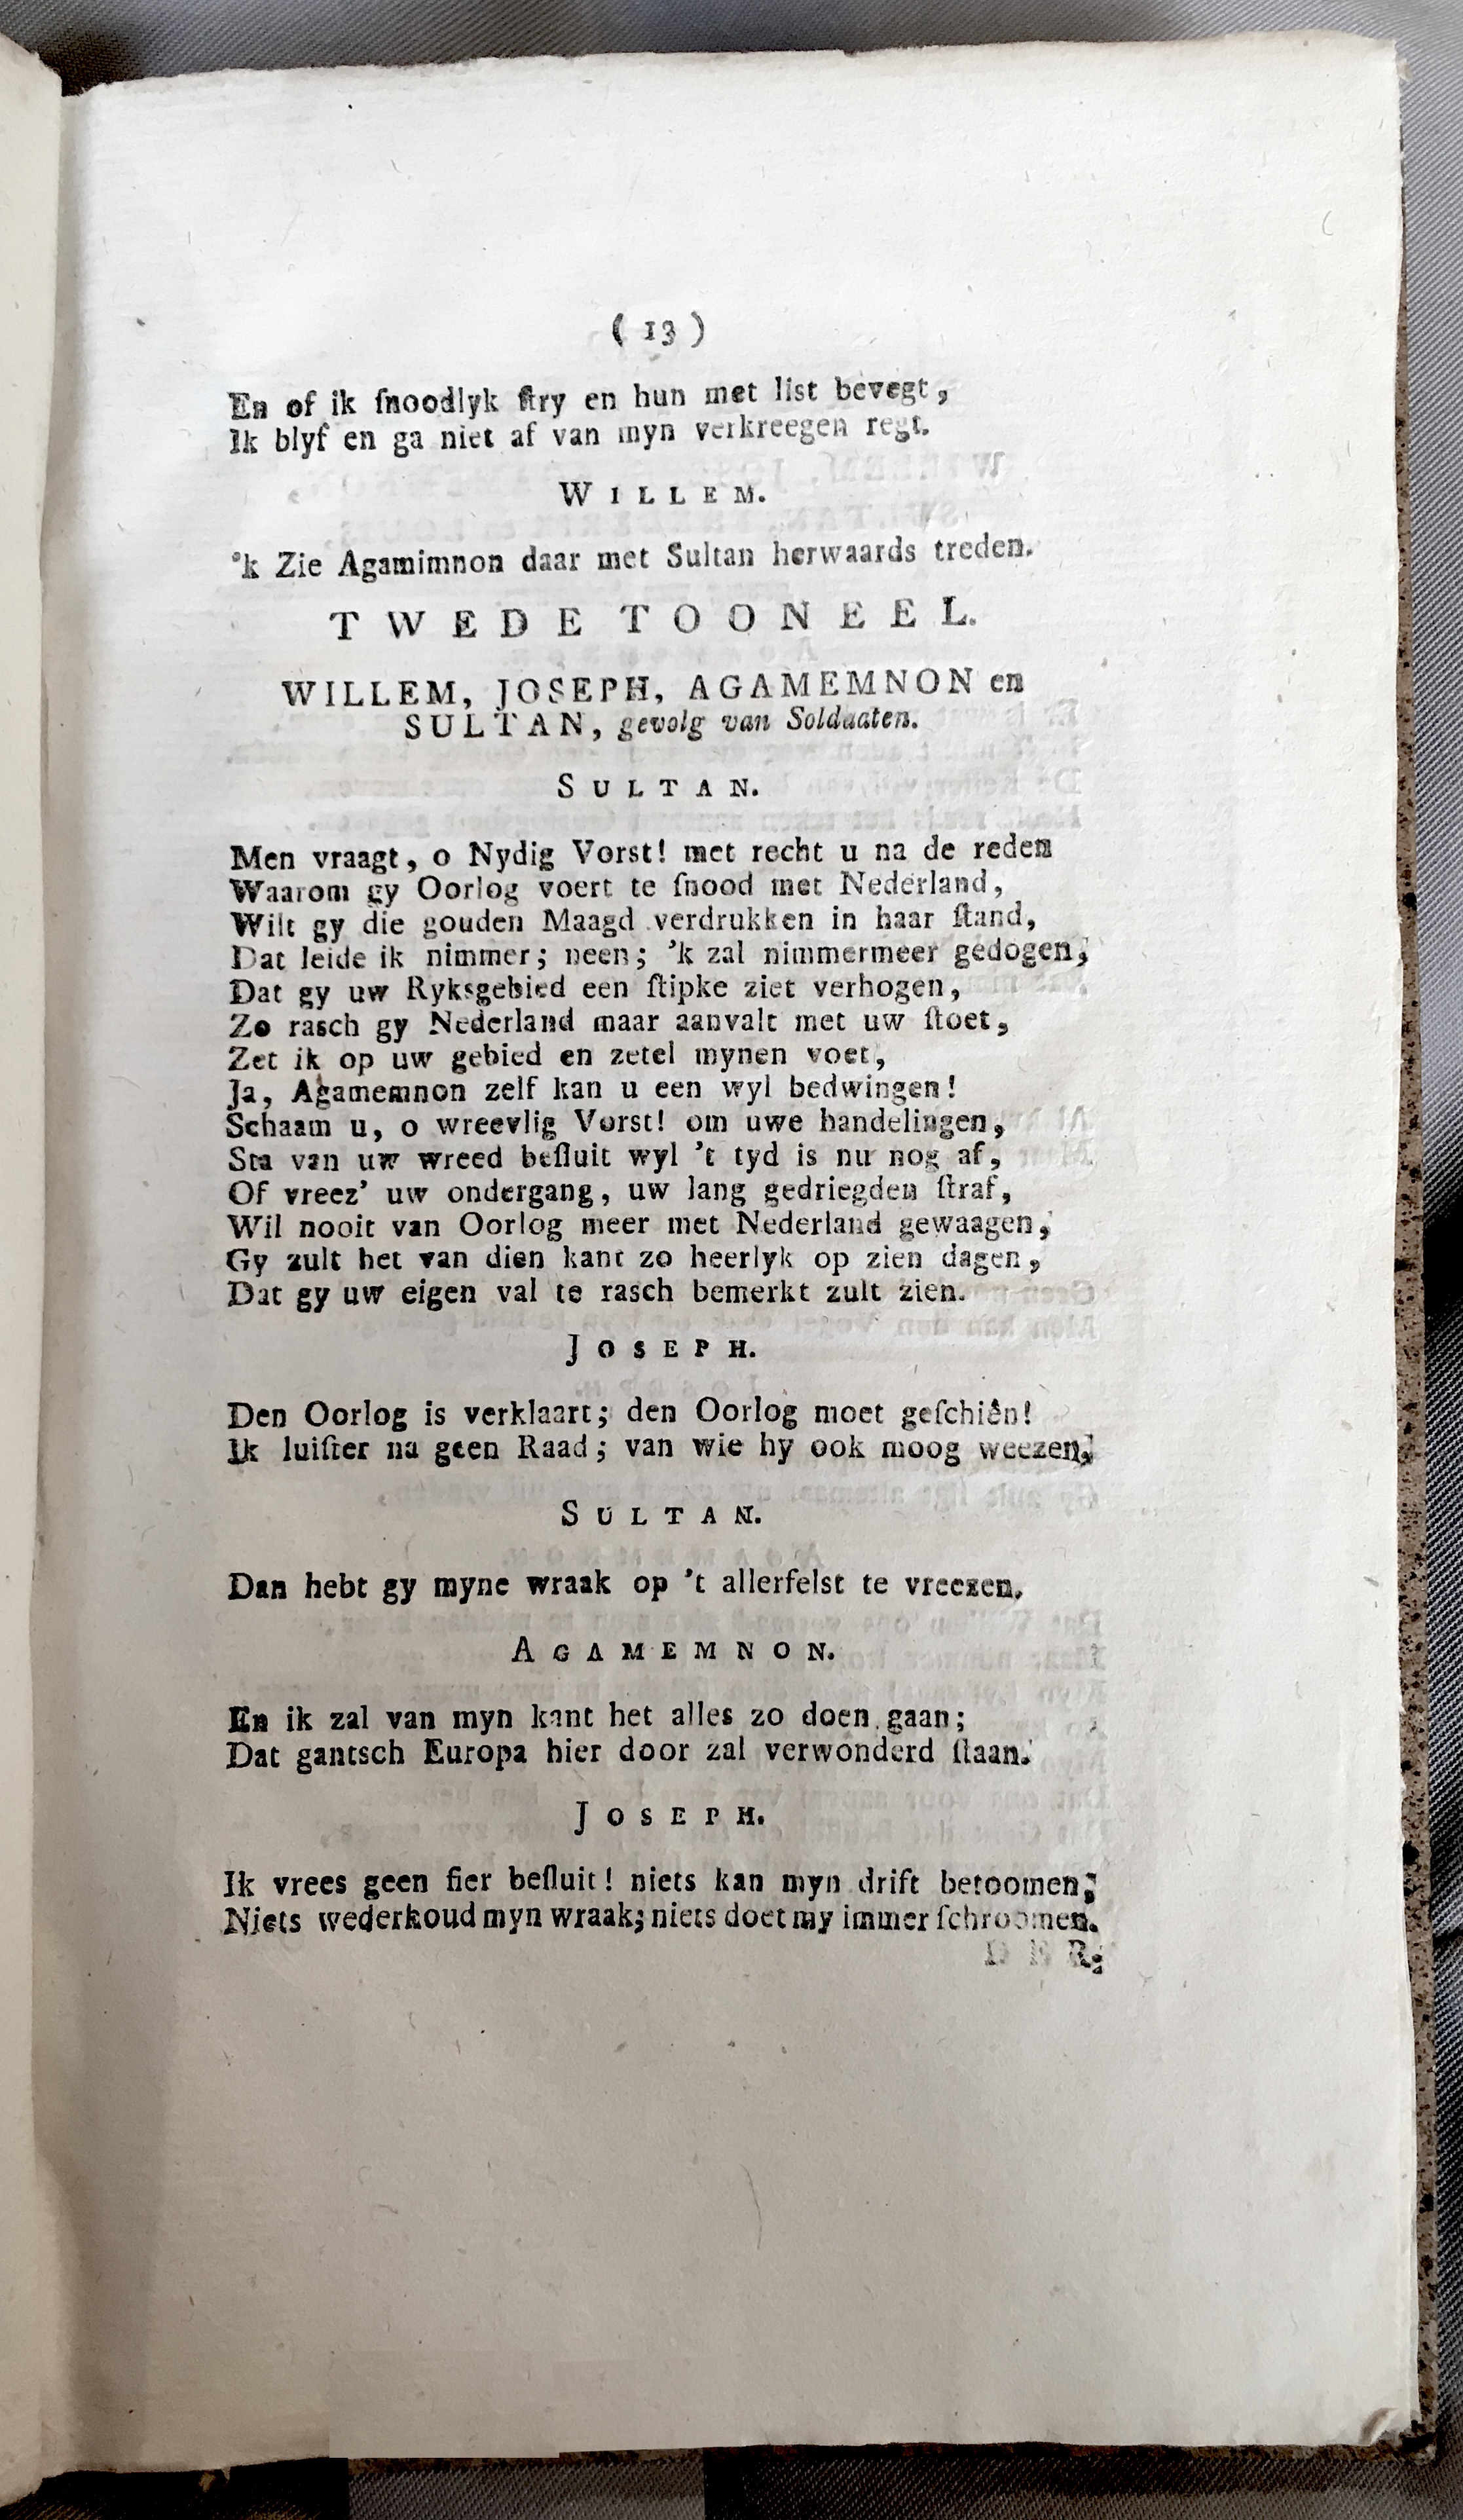 ( 13 )
En of ik ſnoodlyk ſtry en hun met list bevegt,
Ik blyf en ga niet af van myn verkreegen regt.
WILLEM.
'k Zie Agamimnon daar met Sultan herwaards treden.
TWEDE TOONEEL.
WILLEM, JOSEPH, AGAMEMNON en
SULTAN, gevolg van Soldaaten.
SULTAN.
Men vraagt, o Nydig Vorst! met recht u na de reden
Waarom gy Oorlog voert te ſnood met Nederland,
Wilt gy die gouden Maagd verdrukken in haar ſtand,
Dat leide ik nimmer; neen; 'k zal nimmermeer gedogen,
Dat gy uw Ryksgebied een ſtipke ziet verhogen,
Zo rasch gy Nederland maar aanvalt met uw ſtoet,
Zet ik op uw gebied en zetel mynen voet,
Ja, Agamemnon zelf kan u een wyl bedwingen!
Schaam u, o wreevlig Vorst! om uwe handelingen,
Sta van uw wreed beſluit wyl 't tyd is nu nog af,
Of vreez' uw ondergang, uw lang gedriegden ſtraf,
Wil nooit van Oorlog meer met Nederland gewaagen,
Gy zult het van dien kant zo heerlyk op zien dagen,
Dat gy uw eigen val te rasch bemerkt zult zien.
JOSEPH.
Den Oorlog is verklaart; den Oorlog moet geſchiên!
Ik luiſter na geen Raad; van wie hy ook moog weezen,
SULTAN.
Dan hebt gy myne wraak op 't allerfelst te vreezen.
AGAMEMNON.
En ik zal van myn kant het alles zo doen gaan;
Dat gantsch Europa hier door zal verwonderd ſtaan.
JOSEPH.
Ik vrees geen fier beſluit! niets kan myn drift betoomen;
Niets wederhoud myn wraak; niets doet my immer ſchroomen.
DER: